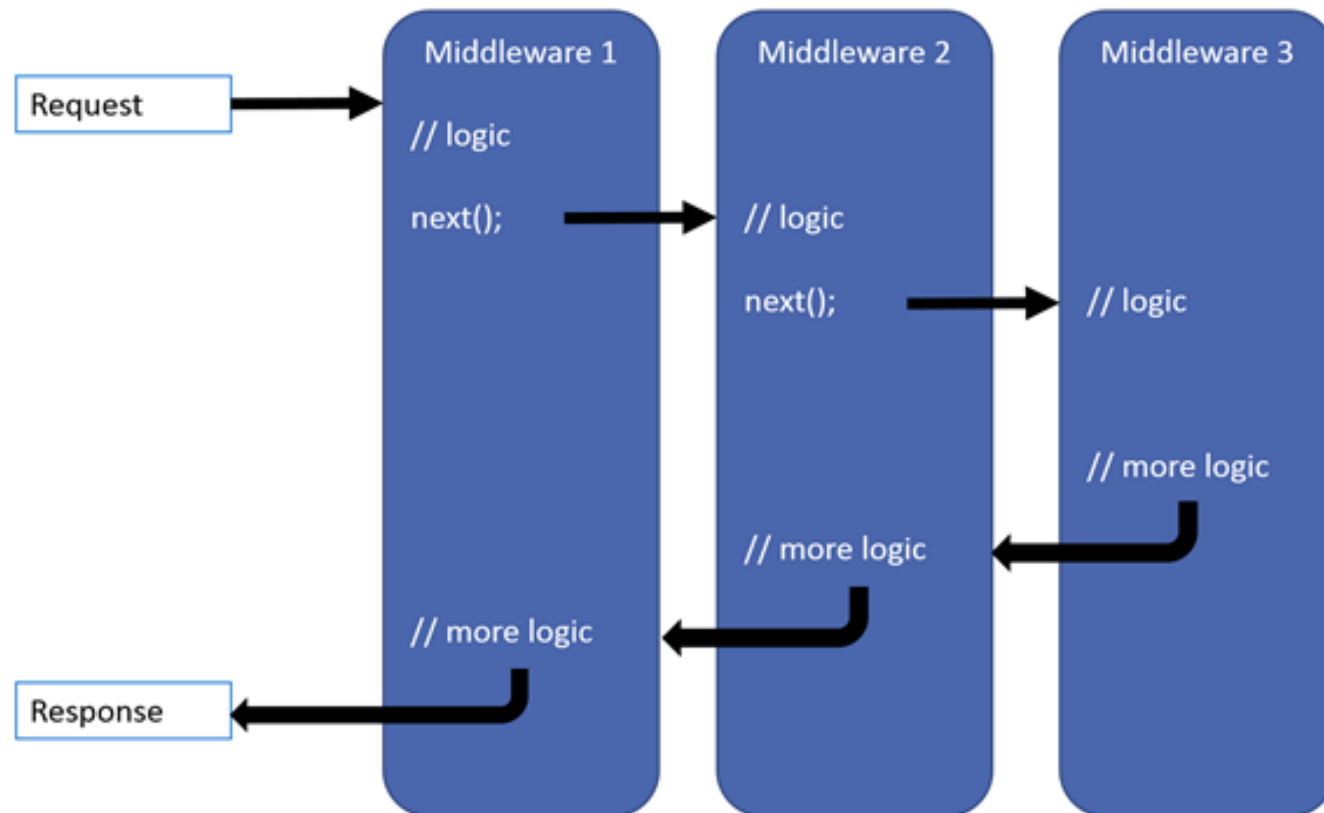 Middleware 1
Middleware 2
Middleware 3
Request
// logic
next();
// logic
next();
// logic
// more logic
// more logic
// more logic
Response